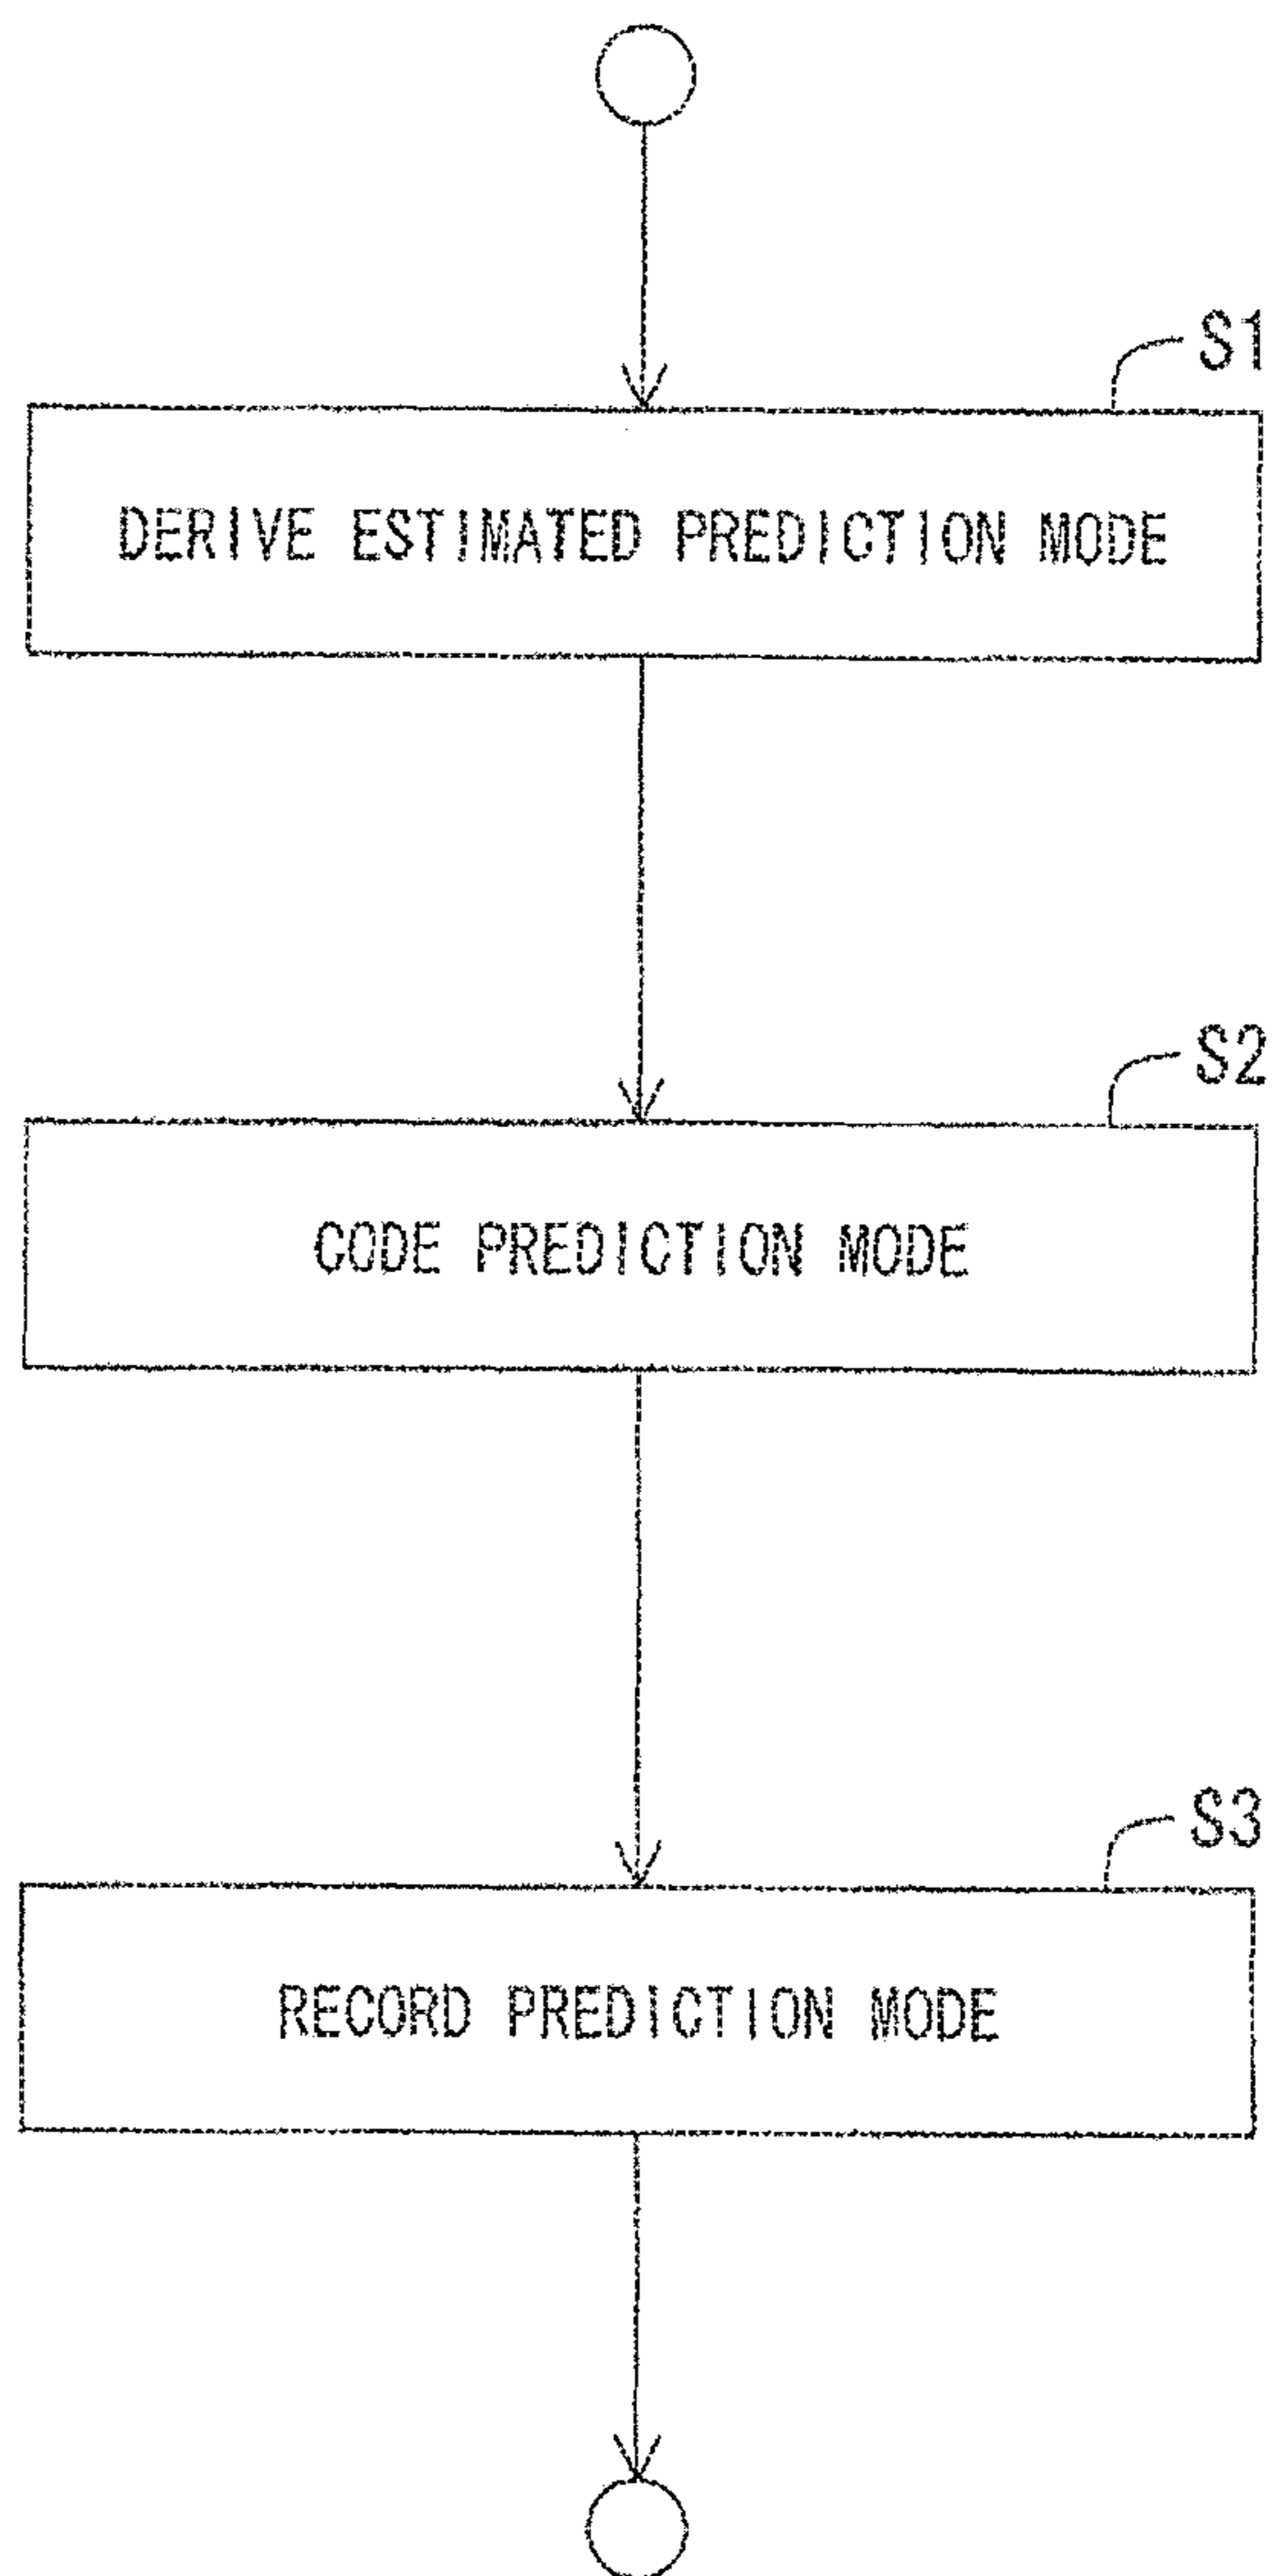 S1
DERIVE ESTIMATED PREDICTION MODE
S2
CODE PREDICTION MODE
S3
RECORD PREDICTION MODE